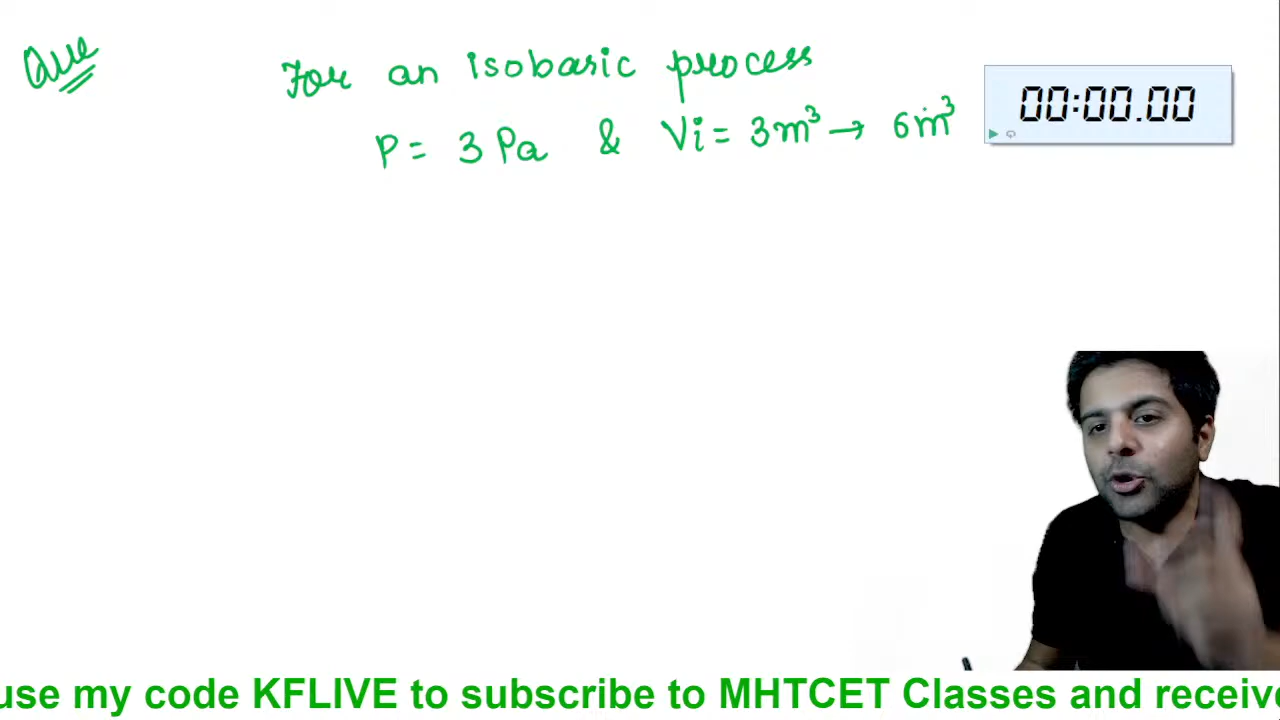 Que
For an isobaric process
P = 3 Pa & Vi = 3m³ → 6m³
00:00.00
use my code KFLIVE to subscribe to MHTCET Classes and receive